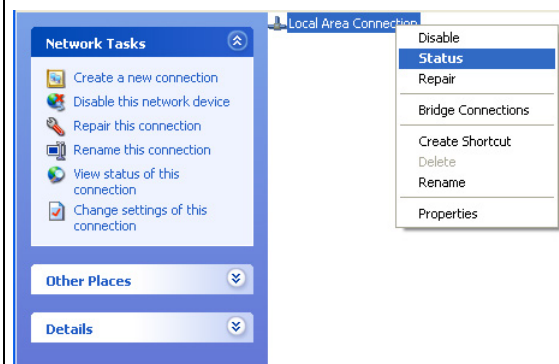 Network Tasks
Create a new connection
Disable this network device
Repair this connection
Rename this connection
View status of this
connection
Change settings of this
connection
Other Places
Details
Local Area Connection
Disable
Status
Repair
Bridge Connections
Create Shortcut
Delete
Rename
Properties